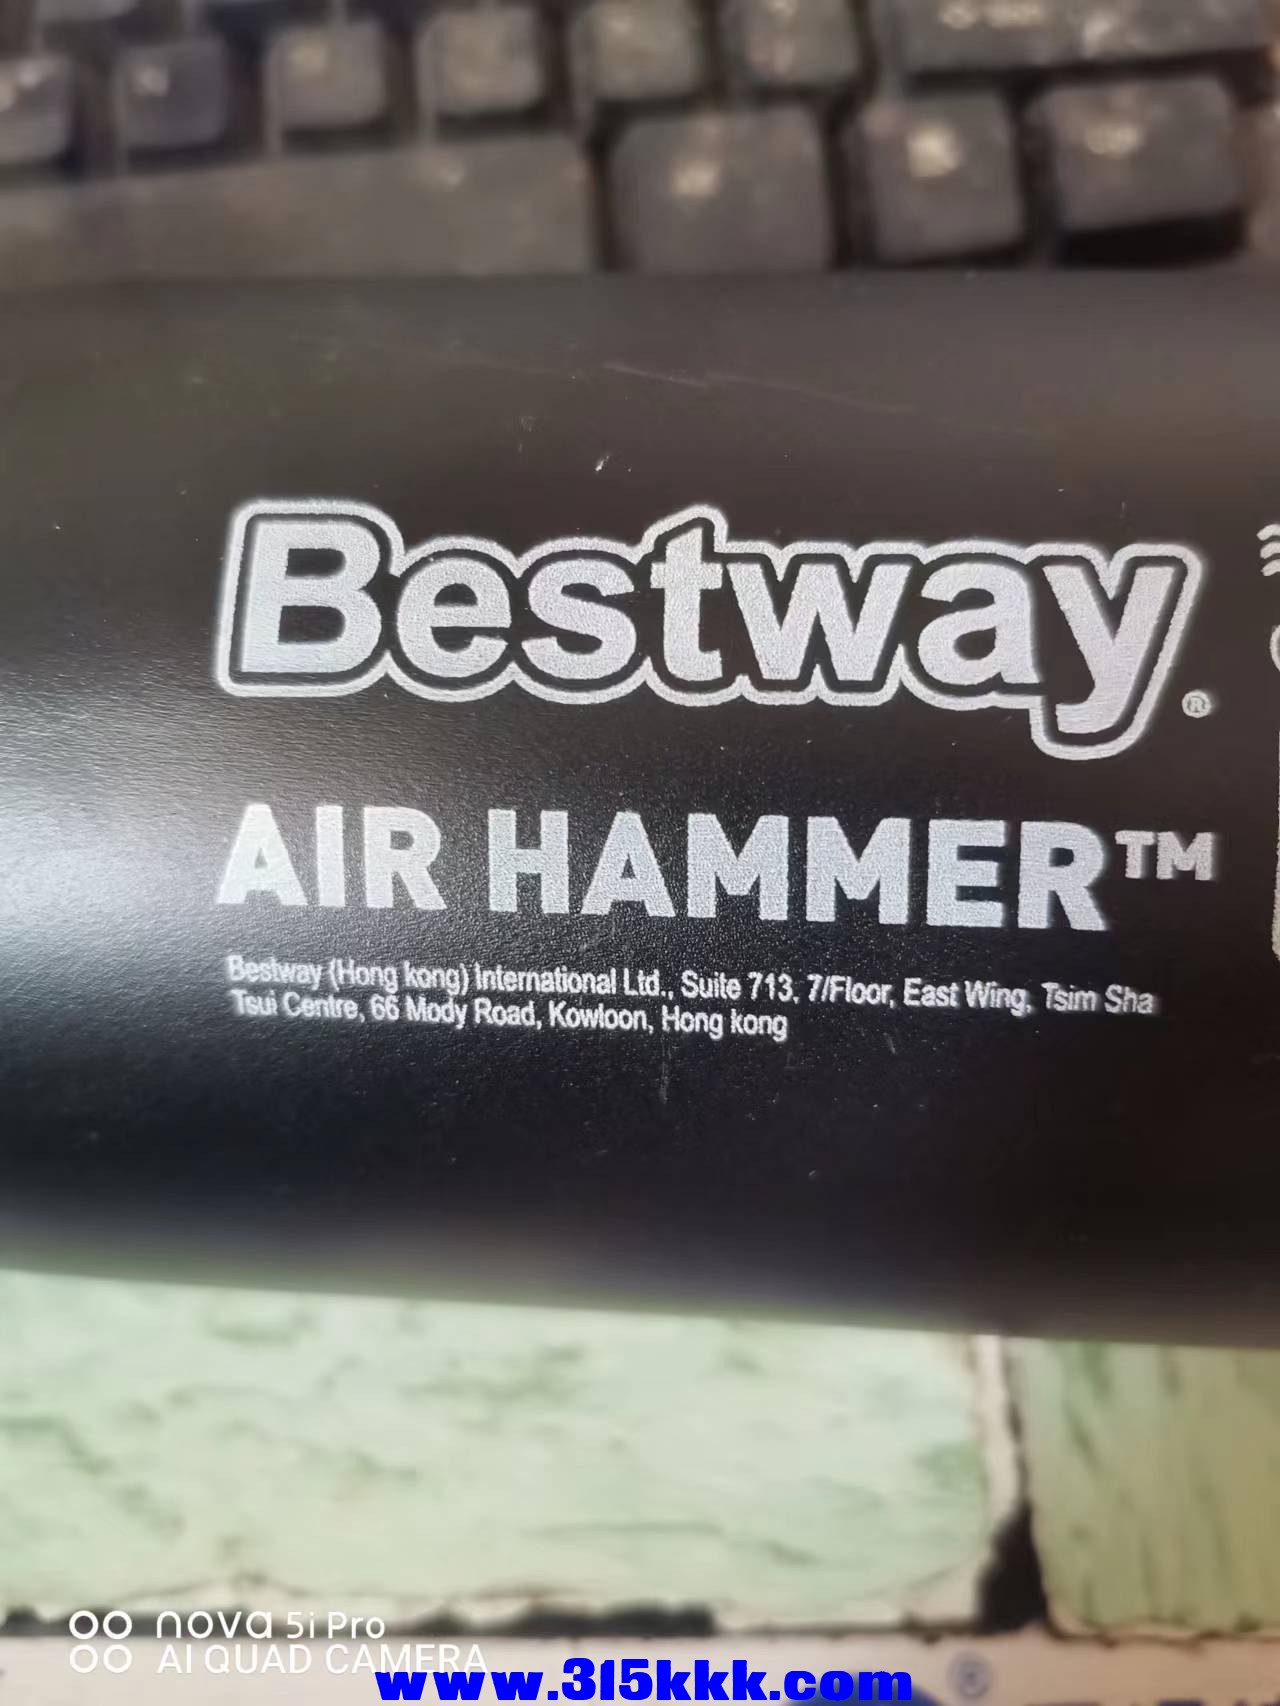 Bestway®
AIR HAMMER™
Bestway (Hong kong) International Ltd., Suite 713, 7/Floor, East Wing, Tsim Sha
Tsui Centre, 66 Mody Road, Kowloon, Hong kong
nova 5i Pro
AI QUAD CAMERA
www.315kkk.com